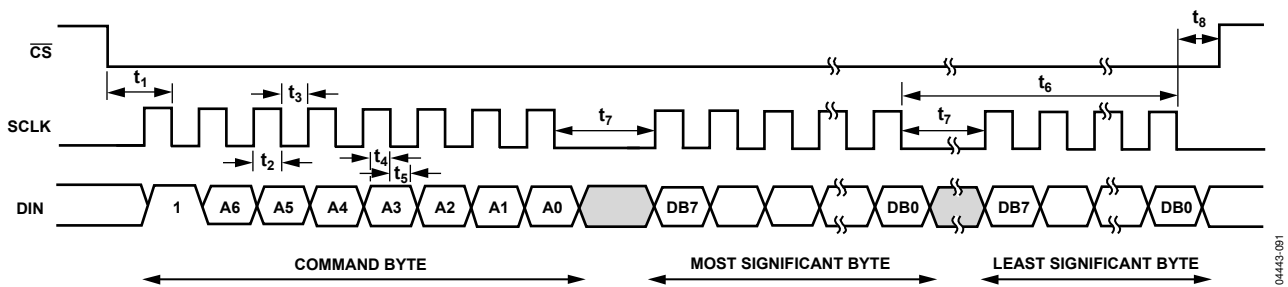 t8
CS
t1
t3
t6
SCLK
t7
t7
t2
t4
t5
DIN
1 A6 A5 A4 A3 A2 A1 A0 DB7 DB0 DB7 DB0
COMMAND BYTE
MOST SIGNIFICANT BYTE
LEAST SIGNIFICANT BYTE
04443-091